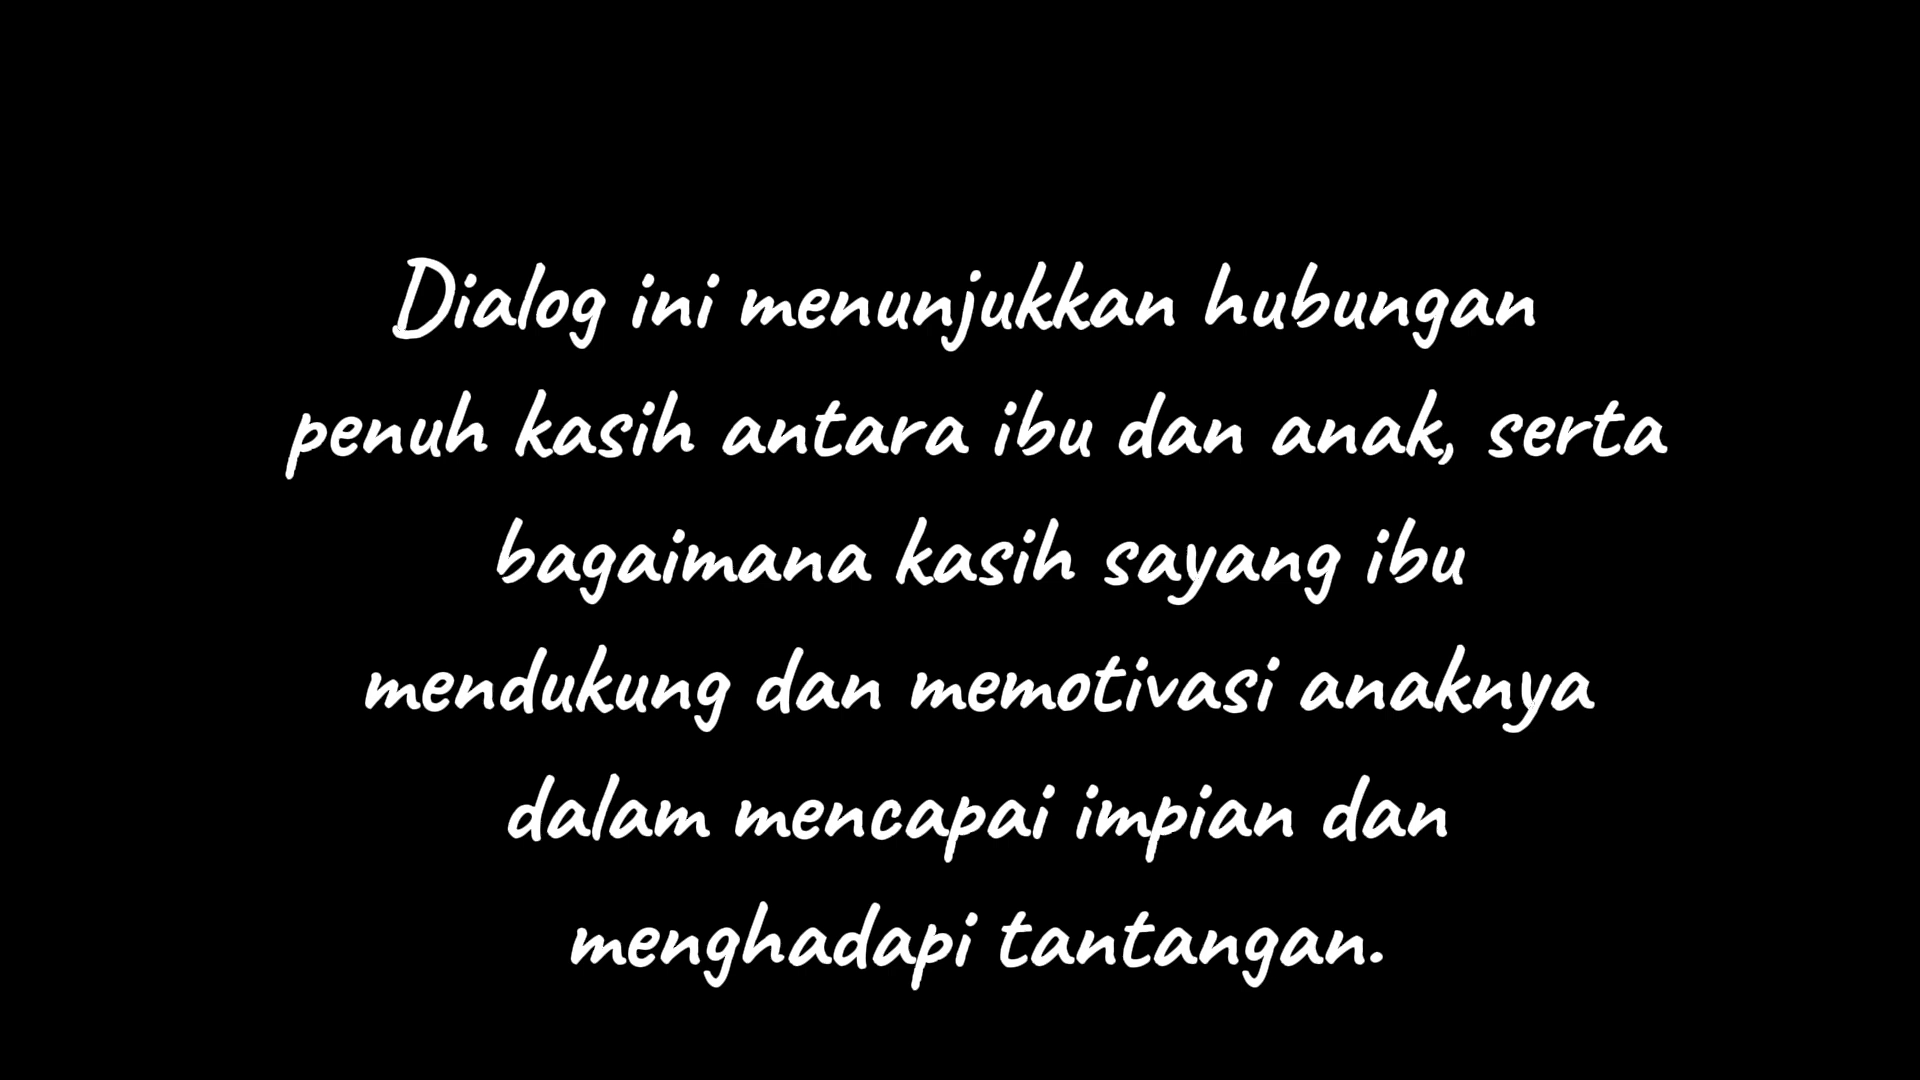 Dialog ini menunjukkan hubungan
penuh kasih antara ibu dan anak, serta
bagaimana kasih sayang ibu
mendukung dan memotivasi anaknya
dalam mencapai impian dan
menghadapi tantangan.